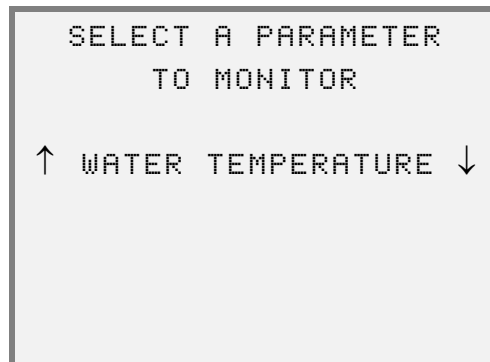 SELECT A PARAMETER
TO MONITOR
↑ WATER TEMPERATURE ↓